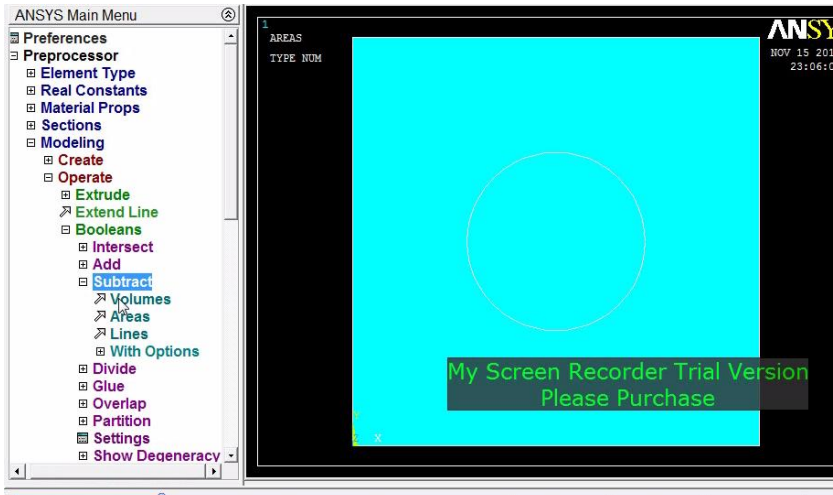 ANSYS Main Menu
Preferences
Preprocessor
Element Type
Real Constants
Material Props
Sections
Modeling
Create
Operate
Extrude
Extend Line
Booleans
Intersect
Add
Subtract
Volumes
Areas
Lines
With Options
Divide
Glue
Overlap
Partition
Settings
Show Degeneracy
1
AREAS
TYPE NUM
ANSY
NOV 15 201
23:06:0
My Screen Recorder Trial Version
Please Purchase
Y
Z X